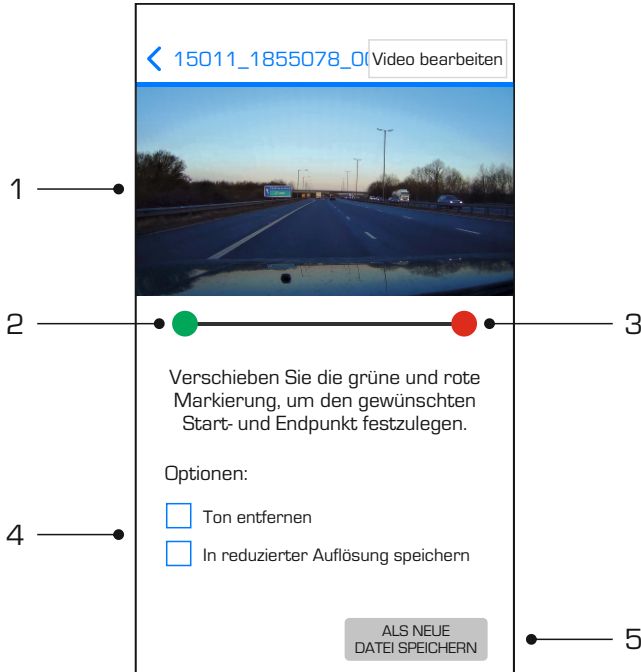 15011_1855078_00
Video bearbeiten
1
2
3
Verschieben Sie die grüne und rote
Markierung, um den gewünschten
Start- und Endpunkt festzulegen.
Optionen:
Ton entfernen
4
In reduzierter Auflösung speichern
ALS NEUE
DATEI SPEICHERN
5